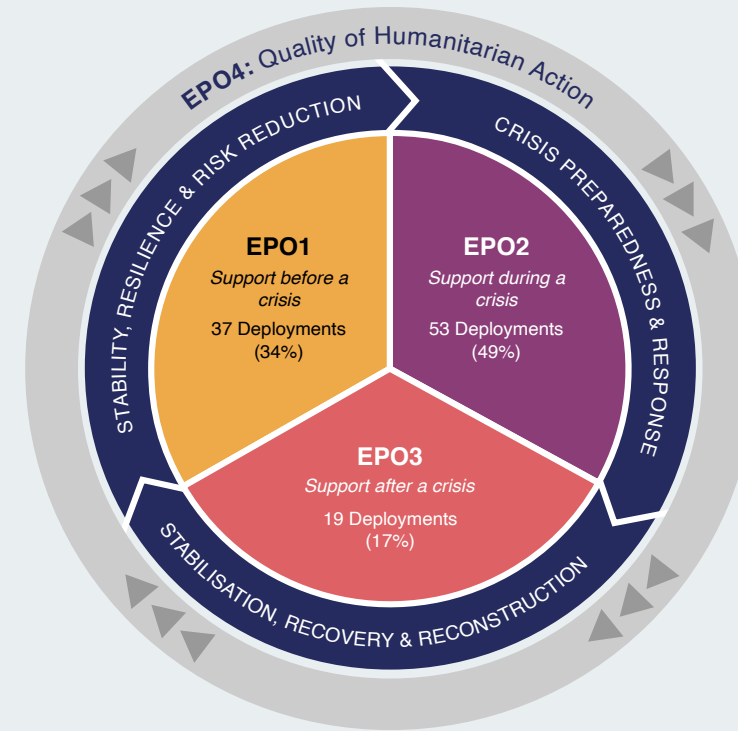 EPO4: Quality of Humanitarian Action
STABILITY, RESILIENCE & RISK REDUCTION
CRISIS PREPAREDNESS & RESPONSE
EPO1
Support before a
crisis
37 Deployments
(34%)
EPO2
Support during a
crisis
53 Deployments
(49%)
EPO3
Support after a crisis
19 Deployments
(17%)
STABILISATION, RECOVERY & RECONSTRUCTION